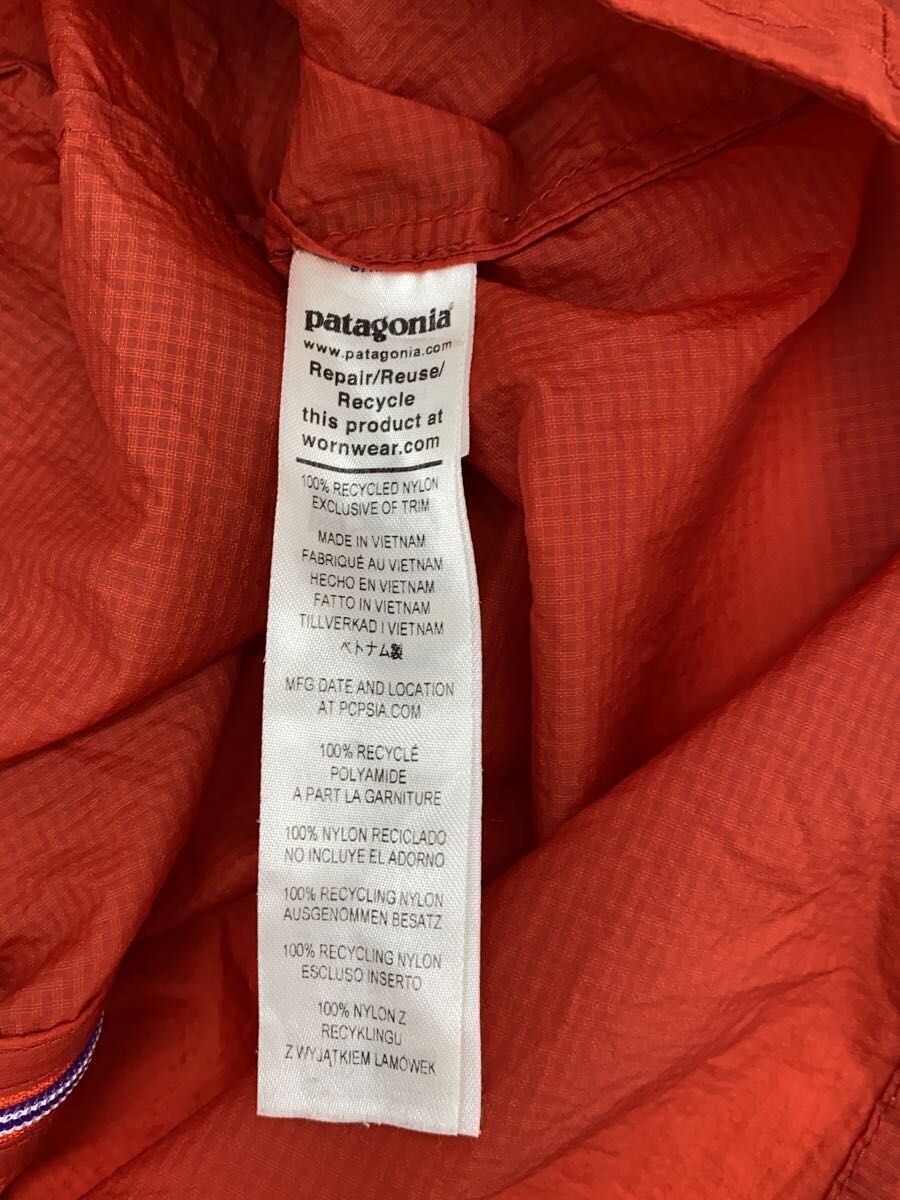 patagonia®
www.patagonia.com
Repair/Reuse/
Recycle
this product at
wornwear.com
100% RECYCLED NYLON
EXCLUSIVE OF TRIM
MADE IN VIETNAM
FABRIQUÉ AU VIETNAM
HECHO EN VIETNAM
FATTO IN VIETNAM
TILLVERKAD I VIETNAM
ベトナム製
MFG DATE AND LOCATION
AT PCPSIA.COM
100% RECYCLÉ
POLYAMIDE
A PART LA GARNITURE
100% NYLON RECICLADO
NO INCLUYE EL ADORNO
100% RECYCLING NYLON
AUSGENOMMEN BESATZ
100% RECYCLING NYLON
ESCLUSO INSERTO
100% NYLON Z
RECYKLINGU
Z WYJĄTKIEM LAMÓWEK